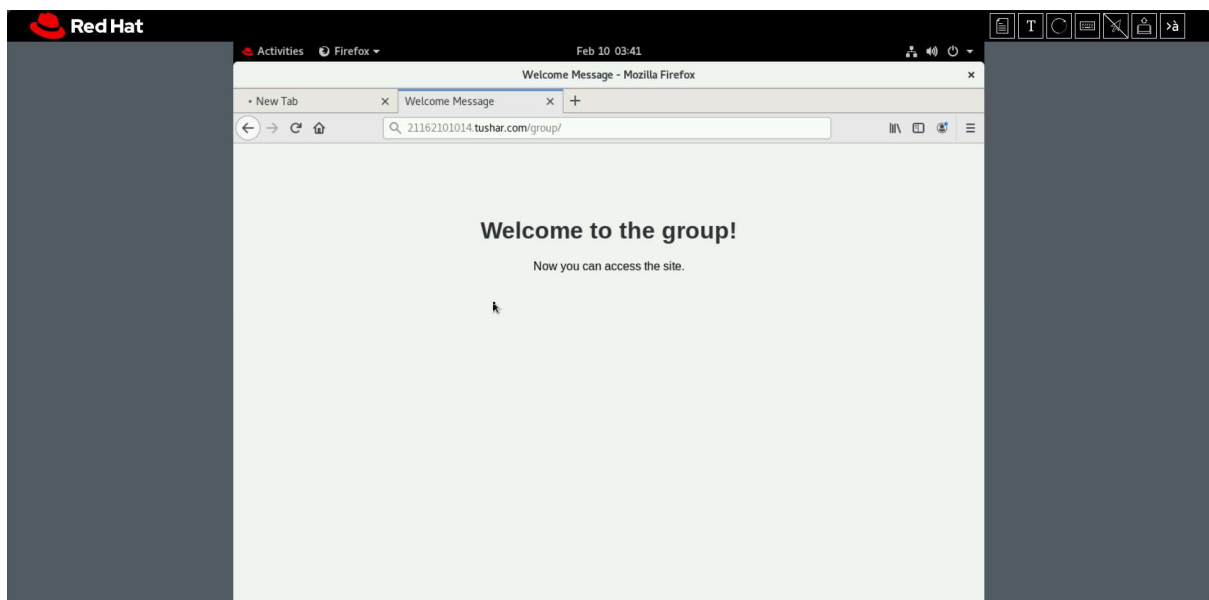 Red Hat
T
›à
Activities Firefox Feb 10 03:41
Welcome Message - Mozilla Firefox
New Tab Welcome Message
21162101014.tushar.com/group/
Welcome to the group!
Now you can access the site.